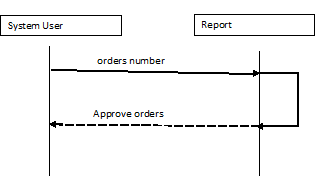 System User
Report
orders number
Approve orders